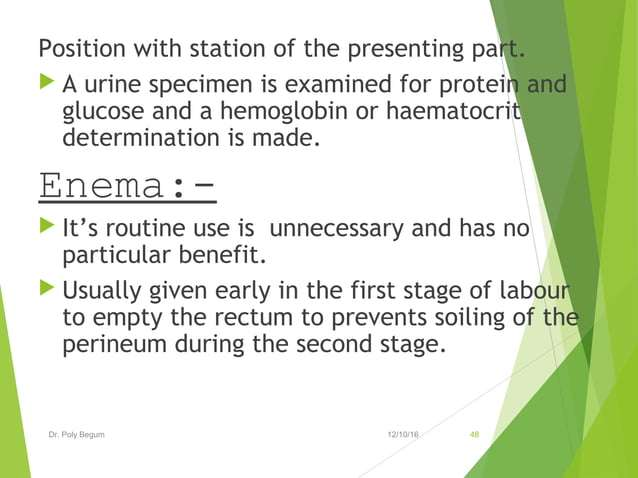 Position with station of the presenting part.
A urine specimen is examined for protein and
glucose and a hemoglobin or haematocrit
determination is made.
Enema:-
It’s routine use is  unnecessary and has no
particular benefit.
Usually given early in the first stage of labour
to empty the rectum to prevents soiling of the
perineum during the second stage.
Dr. Poly Begum 12/10/16 48